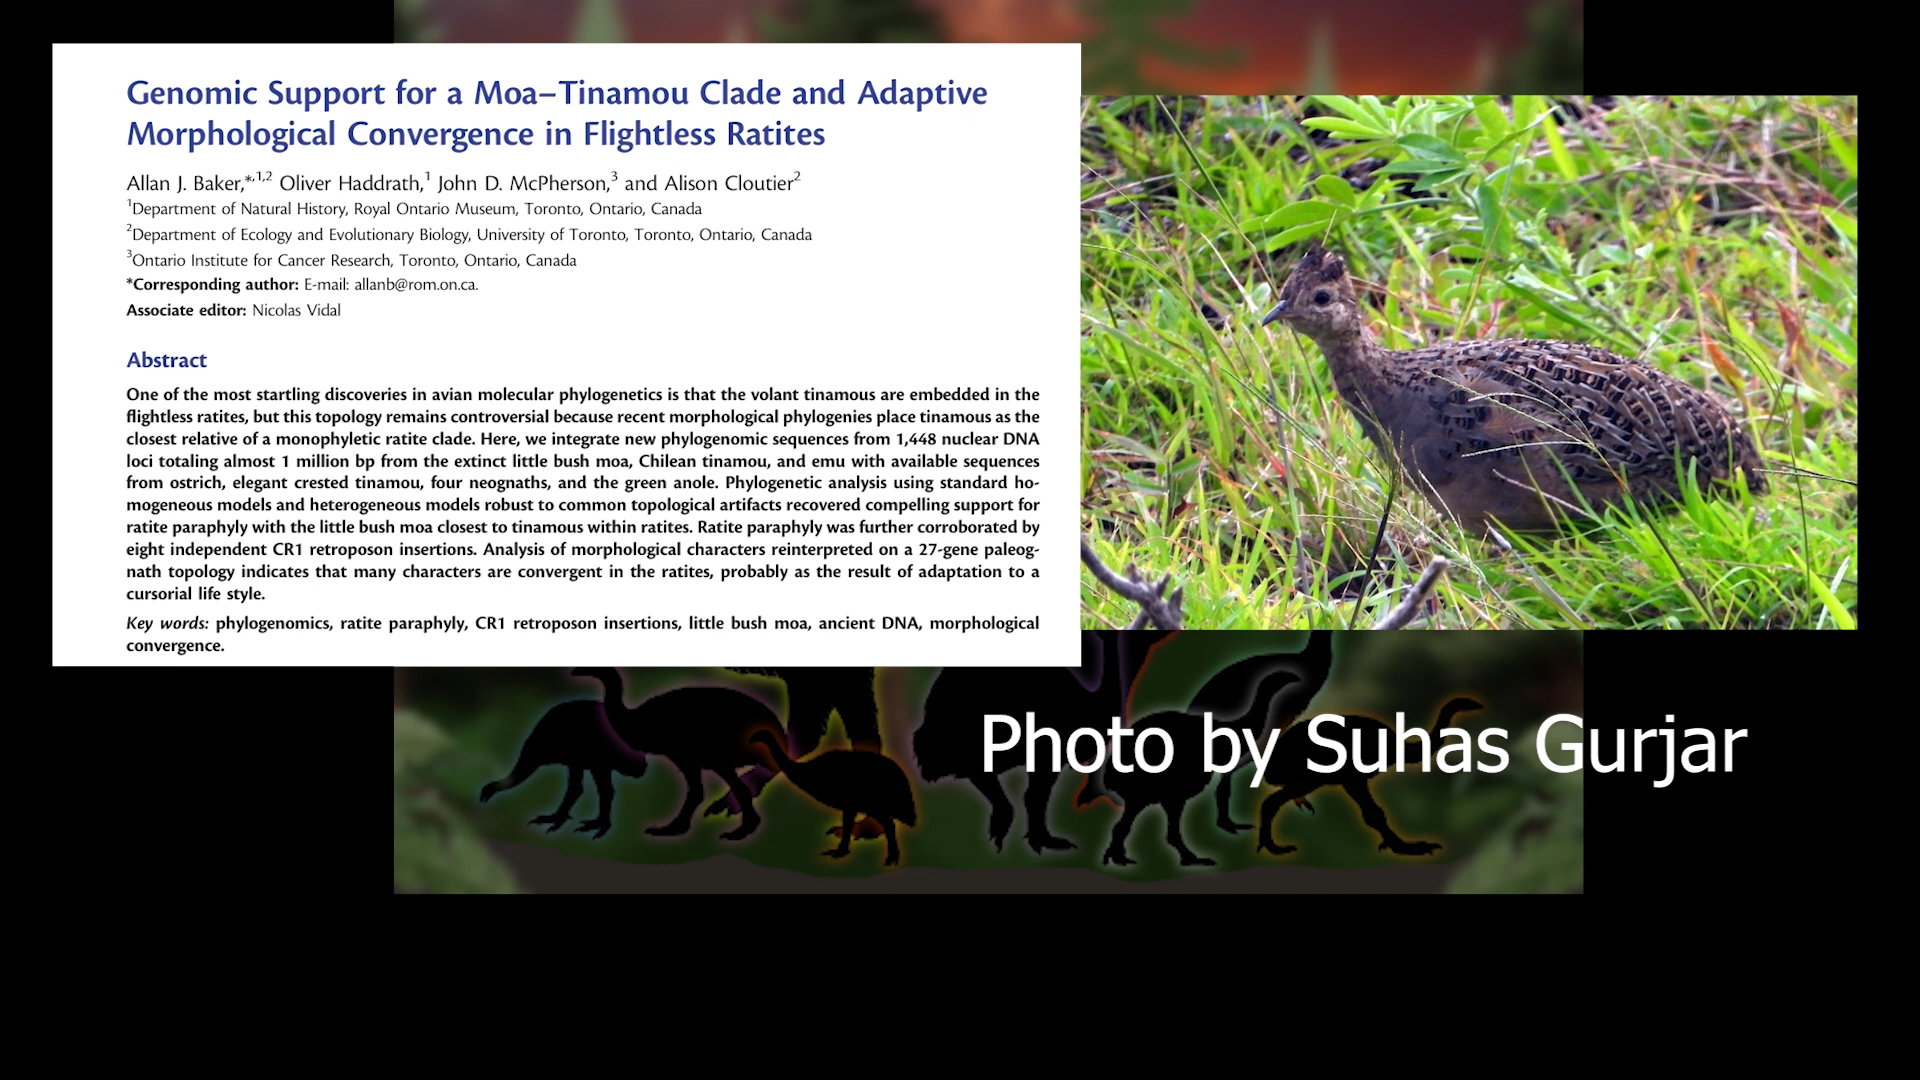 Genomic Support for a Moa–Tinamou Clade and Adaptive
Morphological Convergence in Flightless Ratites
Allan J. Baker,*,1,2 Oliver Haddrath,1 John D. McPherson,3 and Alison Cloutier2
1Department of Natural History, Royal Ontario Museum, Toronto, Ontario, Canada
2Department of Ecology and Evolutionary Biology, University of Toronto, Toronto, Ontario, Canada
3Ontario Institute for Cancer Research, Toronto, Ontario, Canada
*Corresponding author: E-mail: allanb@rom.on.ca.
Associate editor: Nicolas Vidal
Abstract
One of the most startling discoveries in avian molecular phylogenetics is that the volant tinamous are embedded in the
flightless ratites, but this topology remains controversial because recent morphological phylogenies place tinamous as the
closest relative of a monophyletic ratite clade. Here, we integrate new phylogenomic sequences from 1,448 nuclear DNA
loci totaling almost 1 million bp from the extinct little bush moa, Chilean tinamou, and emu with available sequences
from ostrich, elegant crested tinamou, four neognaths, and the green anole. Phylogenetic analysis using standard ho-
mogeneous models and heterogeneous models robust to common topological artifacts recovered compelling support for
ratite paraphyly with the little bush moa closest to tinamous within ratites. Ratite paraphyly was further corroborated by
eight independent CR1 retroposon insertions. Analysis of morphological characters reinterpreted on a 27-gene paleog-
nath topology indicates that many characters are convergent in the ratites, probably as the result of adaptation to a
cursorial life style.
Key words: phylogenomics, ratite paraphyly, CR1 retroposon insertions, little bush moa, ancient DNA, morphological
convergence.
Photo by Suhas Gurjar